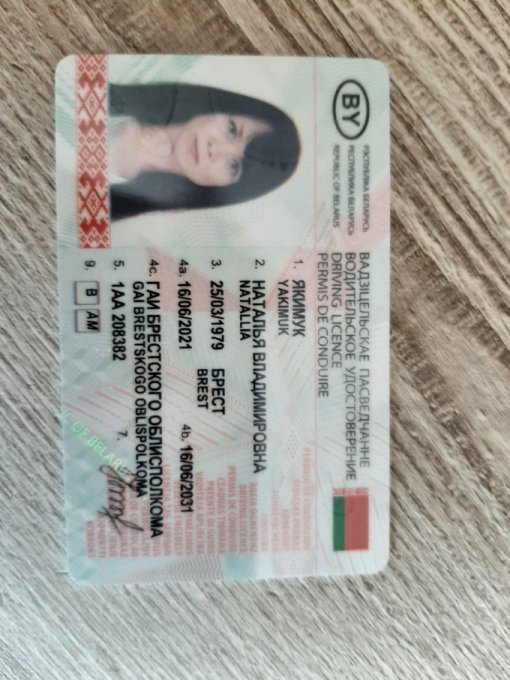 BY
РЭСПУБЛІКА БЕЛАРУСЬ
РЕСПУБЛИКА БЕЛАРУСЬ
REPUBLIC OF BELARUS
ВАДЗІЦЕЛЬСКАЕ ПАСВЕДЧАННЕ
ВОДИТЕЛЬСКОЕ УДОСТОВЕРЕНИЕ
DRIVING LICENCE
PERMIS DE CONDUIRE
1. ЯКИМУК
YAKIMUK
2. НАТАЛЬЯ ВЛАДИМИРОВНА
NATALLIA
3. 25/03/1979 БРЕСТ
BREST
4a. 16/06/2021 4b. 16/06/2031
4c. ГАИ БРЕСТСКОГО ОБЛИСПОЛКОМА
GAI BRESTSKOGO OBLISPOLKOMA
5. 1AA 208382 7.
9. B AM